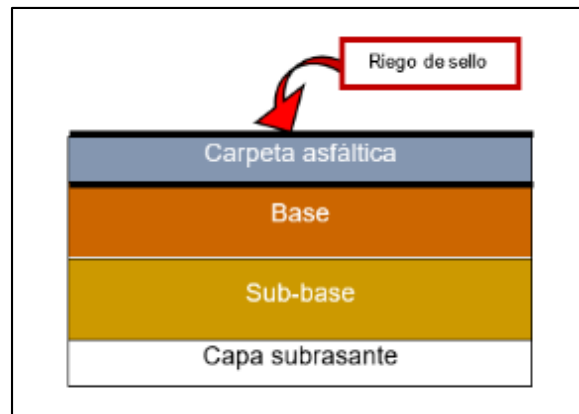 Riego de sello
Carpeta asfáltica
Base
Sub-base
Capa subrasante